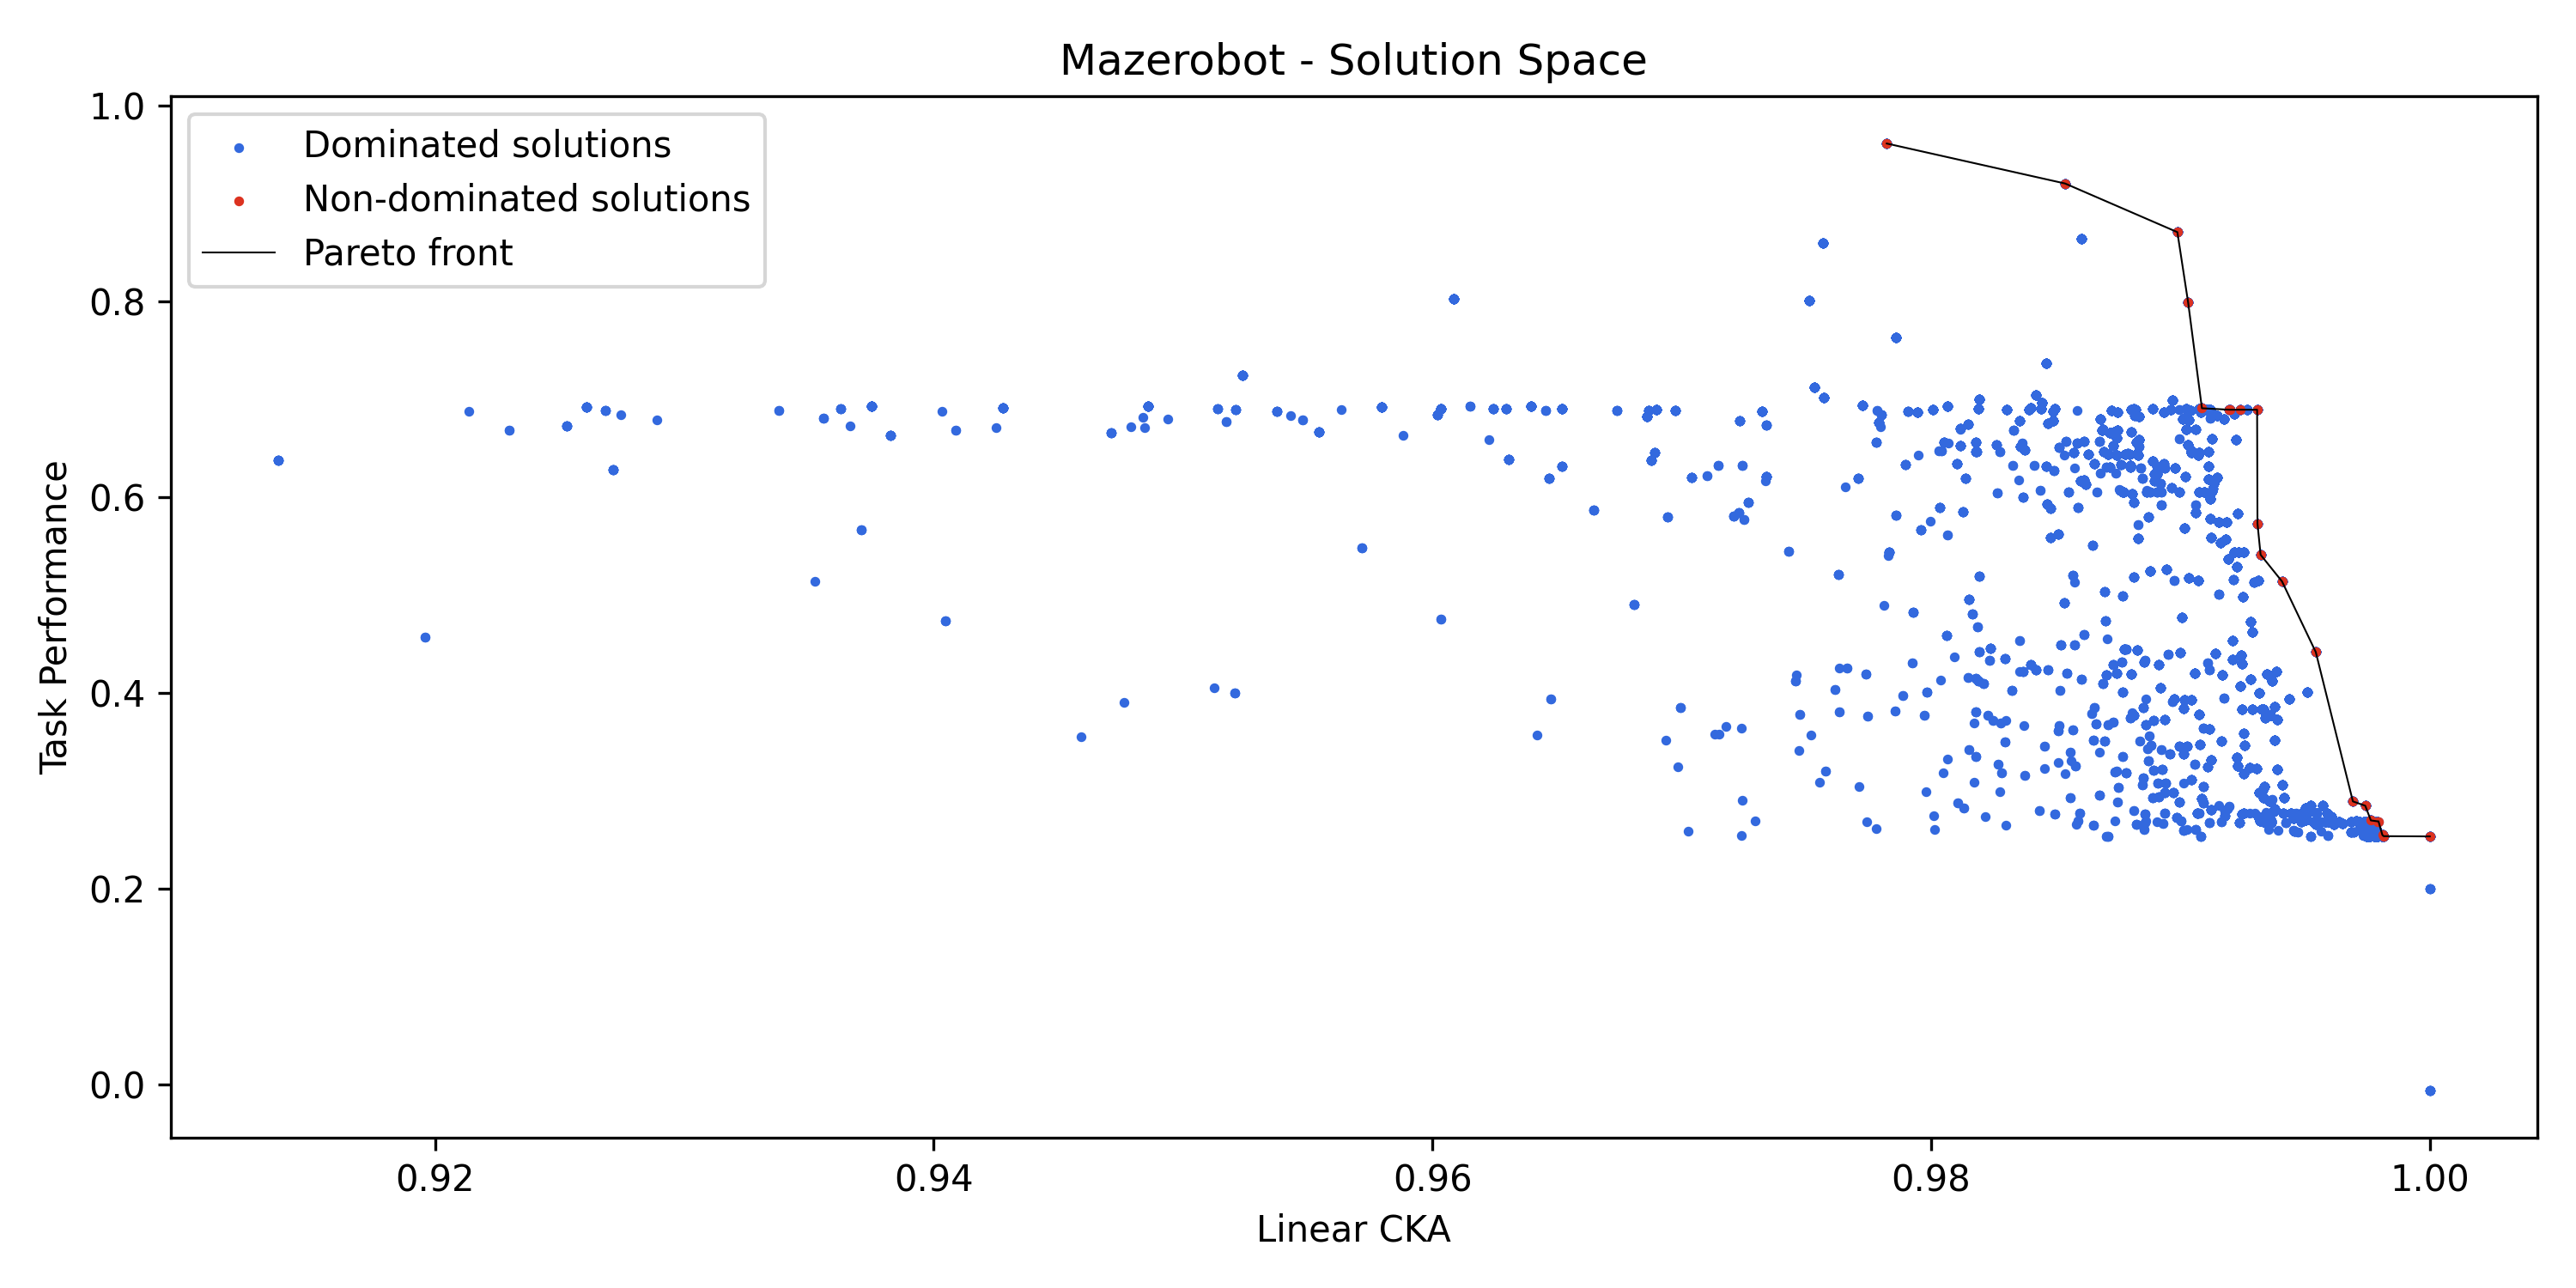 Mazerobot - Solution Space
1.0
0.8
0.6
0.4
0.2
0.0
Task Performance
Dominated solutions
Non-dominated solutions
Pareto front
0.92
0.94
0.96
0.98
1.00
Linear CKA